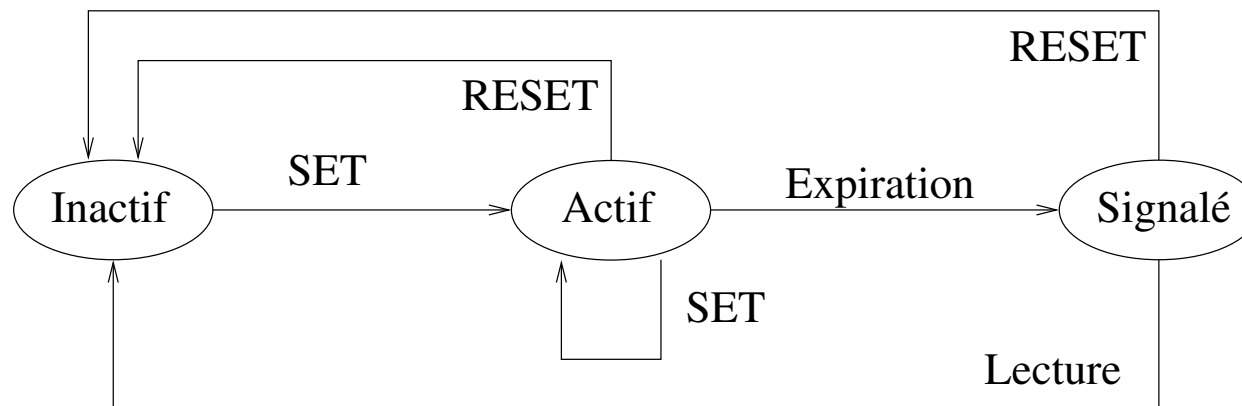 RESET
RESET
SET
Expiration
Inactif
Actif
Signalé
SET
Lecture